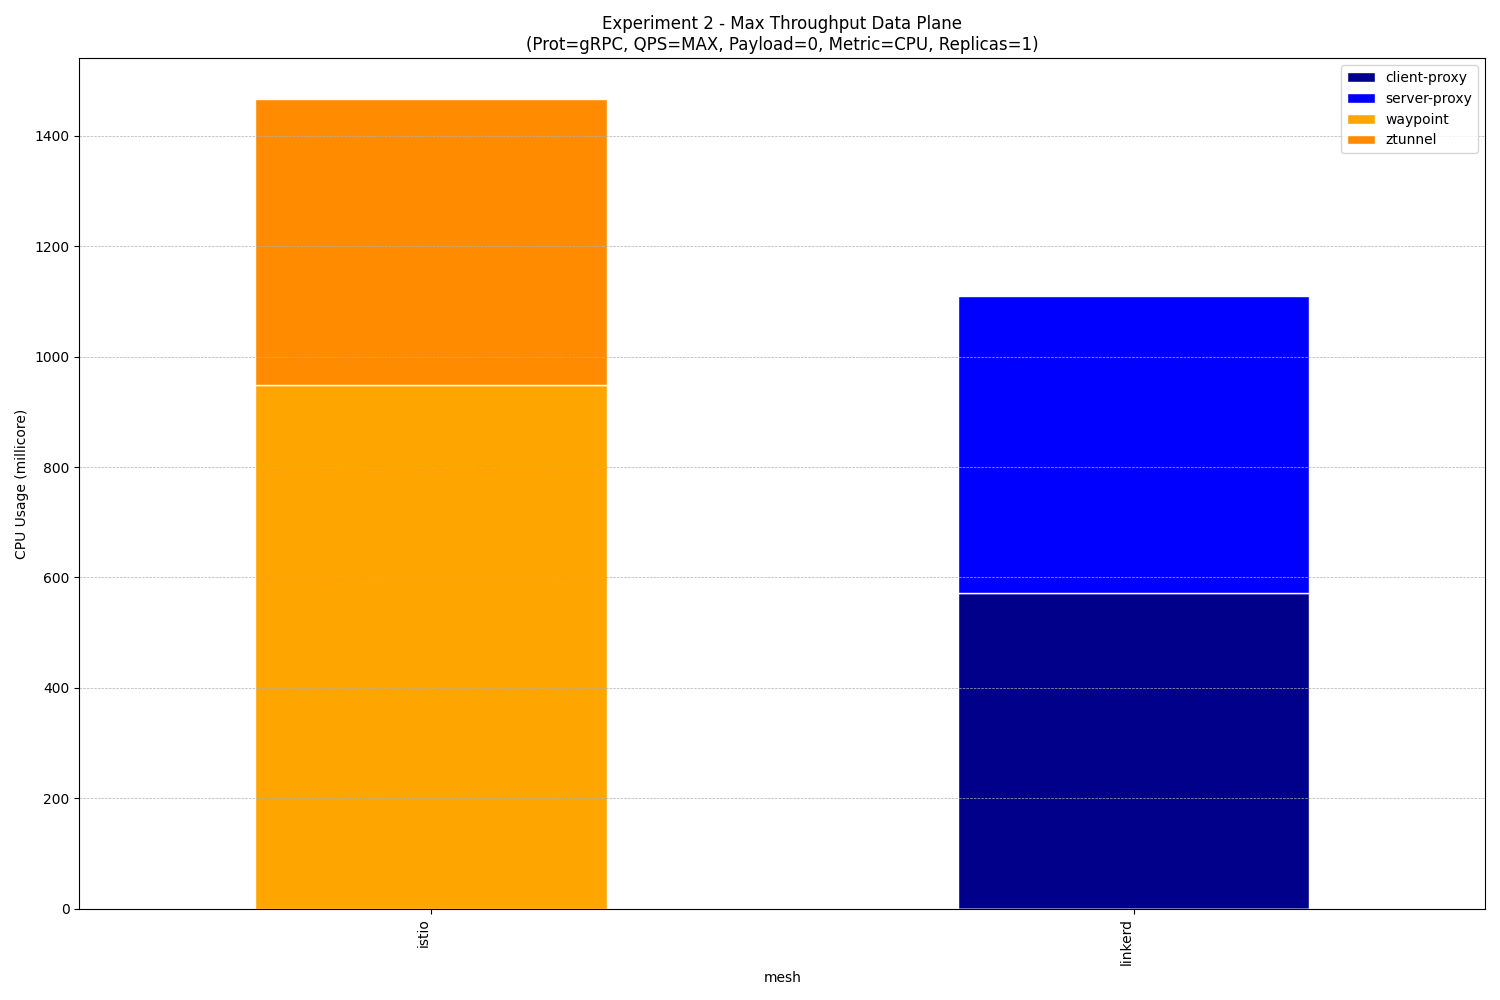 Experiment 2 - Max Throughput Data Plane
(Prot=gRPC, QPS=MAX, Payload=0, Metric=CPU, Replicas=1)
client-proxy
server-proxy
waypoint
ztunnel
CPU Usage (millicore)
1400
1200
1000
800
600
400
200
0
istio
linkerd
mesh